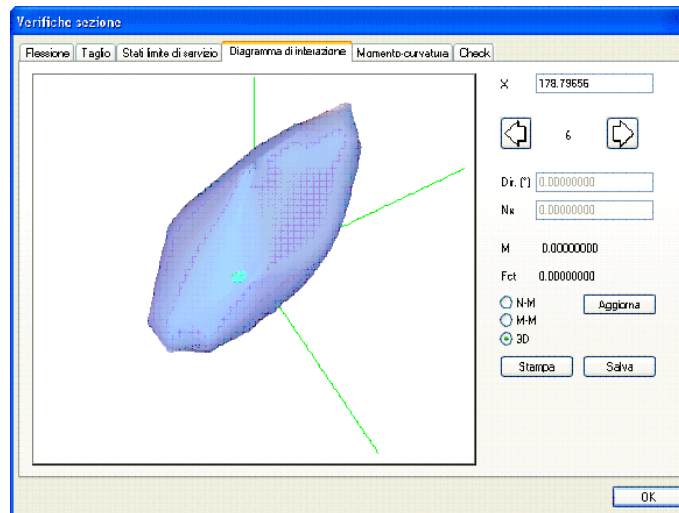 Verifiche sezione
Flessione Taglio Stati limite di servizio Diagramma di interazione Momento-curvatura Check
X 178.79656
6
Dir. (°) 0.00000000
Nx 0.00000000
M 0.00000000
Fct 0.00000000
N-M Aggiorna
M-M
3D
Stampa Salva
OK